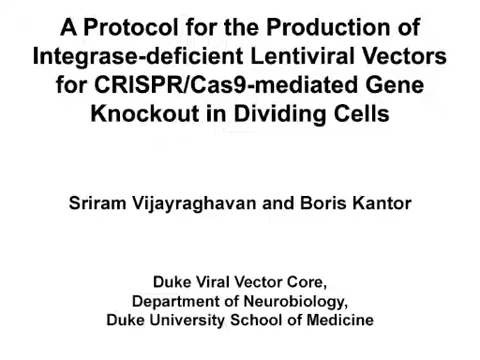 A Protocol for the Production of
Integrase-deficient Lentiviral Vectors
for CRISPR/Cas9-mediated Gene
Knockout in Dividing Cells
Sriram Vijayraghavan and Boris Kantor
Duke Viral Vector Core,
Department of Neurobiology,
Duke University School of Medicine